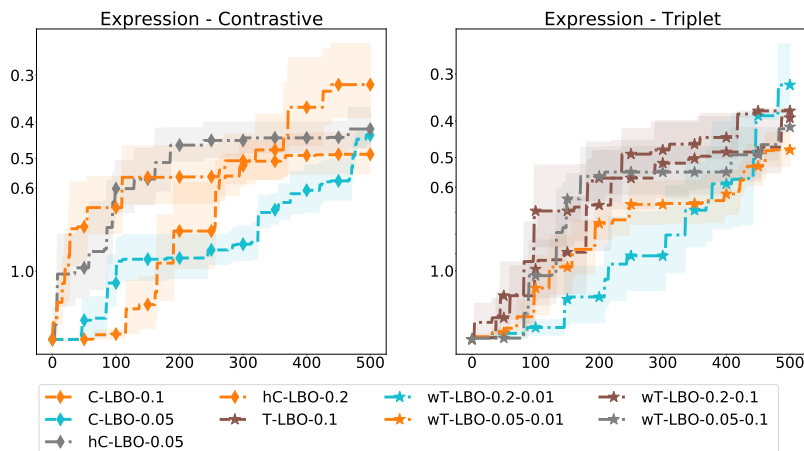 Expression - Contrastive
Expression - Triplet
0.3
0.4
0.5
0.6
1.0
0 100 200 300 400 500
0.3
0.4
0.5
0.6
1.0
0 100 200 300 400 500
C-LBO-0.1
C-LBO-0.05
hC-LBO-0.05
hC-LBO-0.2
T-LBO-0.1
wT-LBO-0.2-0.01
wT-LBO-0.05-0.01
wT-LBO-0.2-0.1
wT-LBO-0.05-0.1